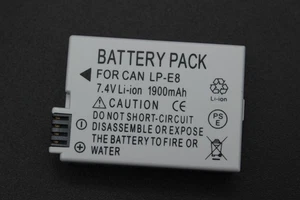 BATTERY PACK
FOR CAN LP-E8
7.4V Li-ion 1900mAh
CAUTION:
DO NOT SHORT CIRCUIT
DISASSEMBLE OR EXPOSE
THE BATTERY TO FIRE OR
WATER
Li-ion
PS
E